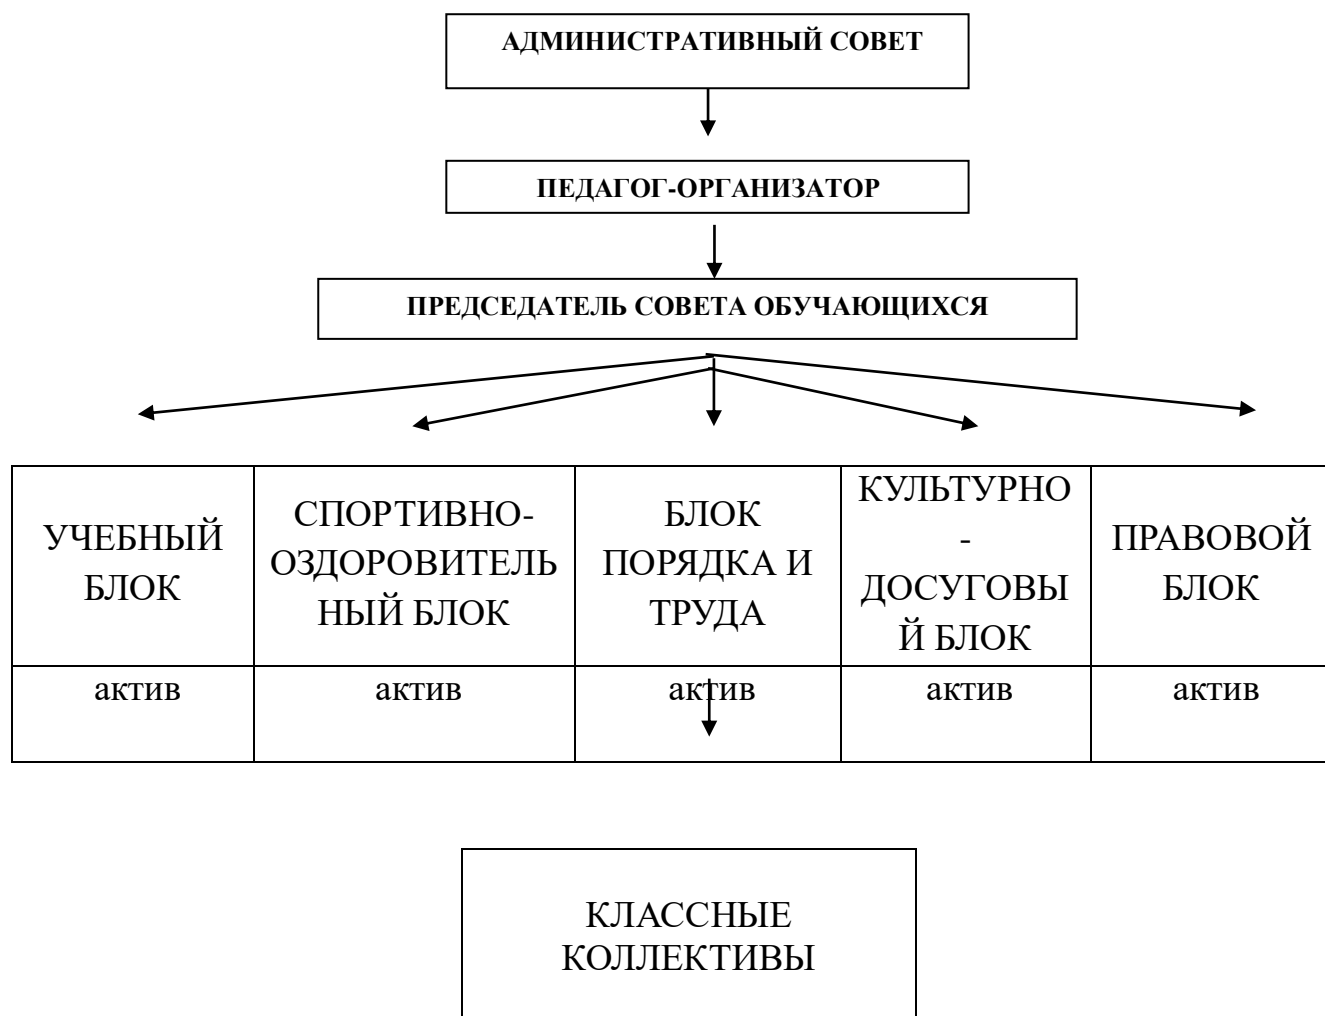 АДМИНИСТРАТИВНЫЙ СОВЕТ
ПЕДАГОГ-ОРГАНИЗАТОР
ПРЕДСЕДАТЕЛЬ СОВЕТА ОБУЧАЮЩИХСЯ
УЧЕБНЫЙ
БЛОК
СПОРТИВНО-
ОЗДОРОВИТЕЛЬ
НЫЙ БЛОК
БЛОК
ПОРЯДКА И
ТРУДА
КУЛЬТУРНО
-
ДОСУГОВЫ
Й БЛОК
ПРАВОВОЙ
БЛОК
актив
актив
актив
актив
актив
КЛАССНЫЕ
КОЛЛЕКТИВЫ